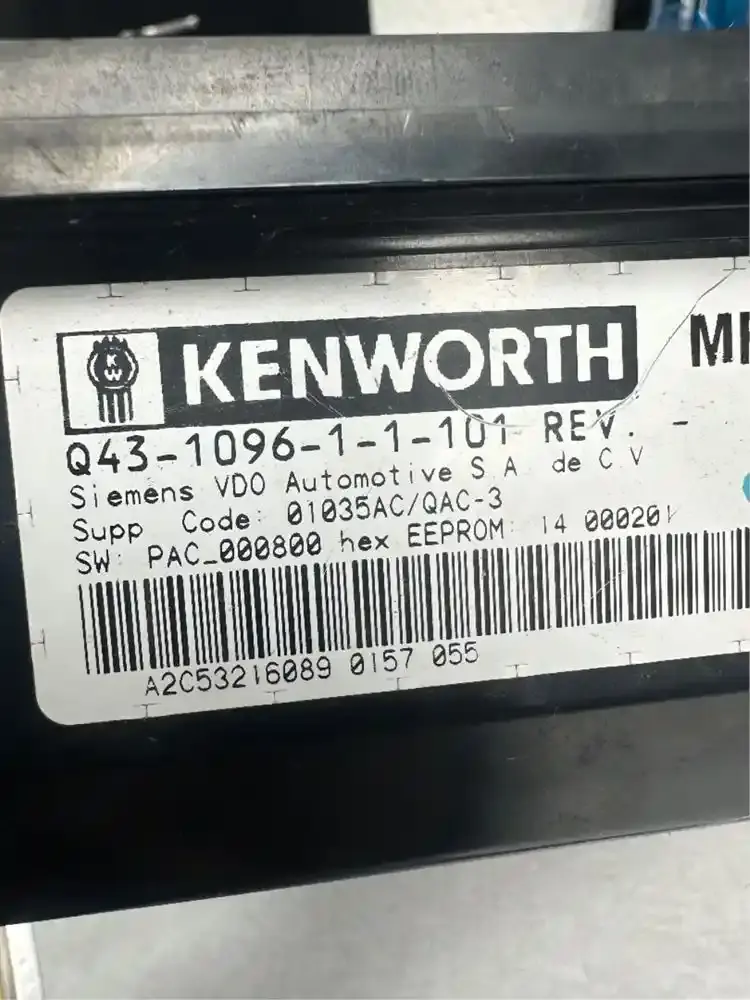 KW KENWORTH
Q43-1096-1-1-101 REV. -
Siemens VDO Automotive S A de C V
Supp Code: 01035AC/QAC-3
SW: PAC_000800 hex EEPROM: 14 000201
A2C53216089 0157 055